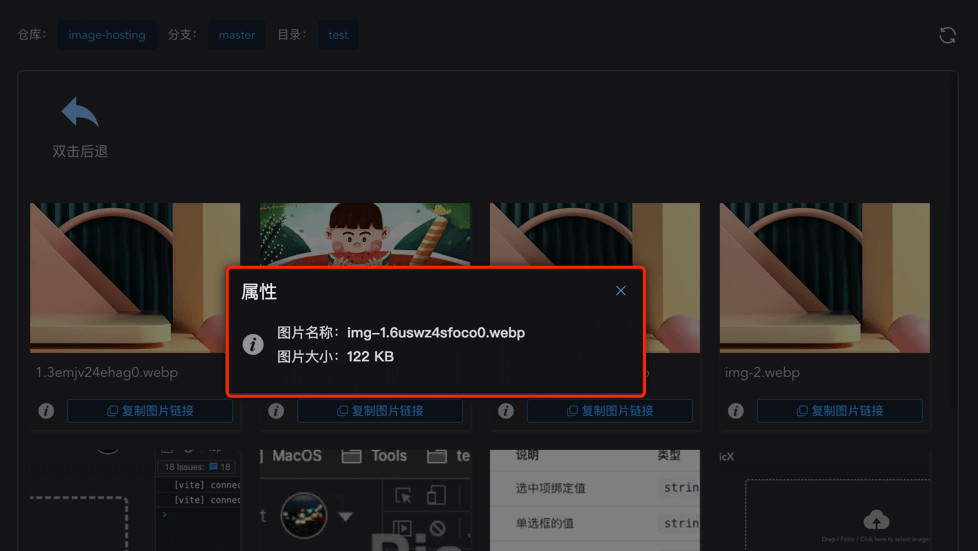 仓库： image-hosting 分支： master 目录： test
双击后退
属性
图片名称：img-1.6uswz4sfoco0.webp
图片大小：122 KB
1.3emjv24ehag0.webp
img-2.webp
复制图片链接
复制图片链接
复制图片链接
复制图片链接
18 Issues: 18
[vite] connec
[vite] connec
MacOS Tools te
说明 类型
选中项绑定值 strin
单选框的值 strin
icX
Drag / Paste / Click here to select images